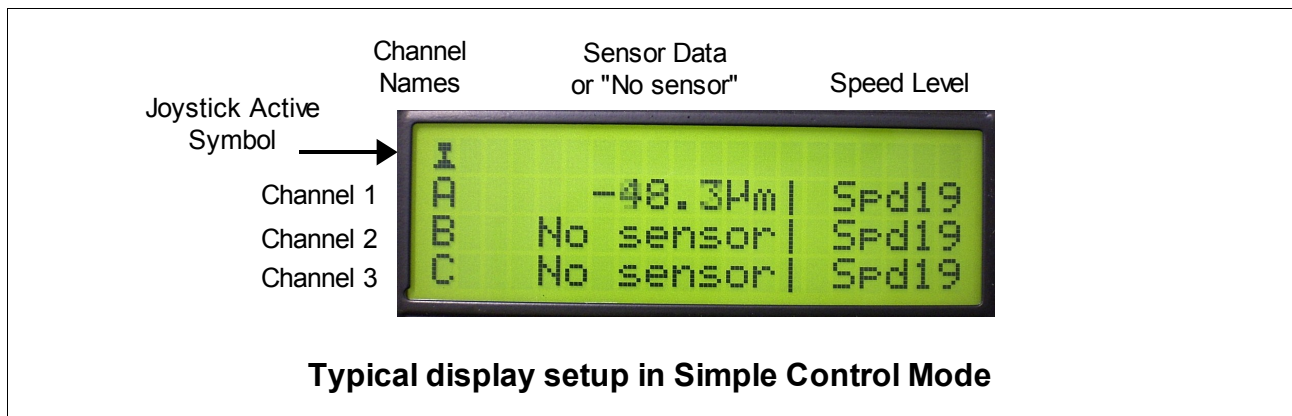 Channel Names
Sensor Data or "No sensor"
Speed Level
Joystick Active Symbol
Channel 1
A -48.3µm| Spd19
Channel 2
B No sensor| Spd19
Channel 3
C No sensor| Spd19
Typical display setup in Simple Control Mode